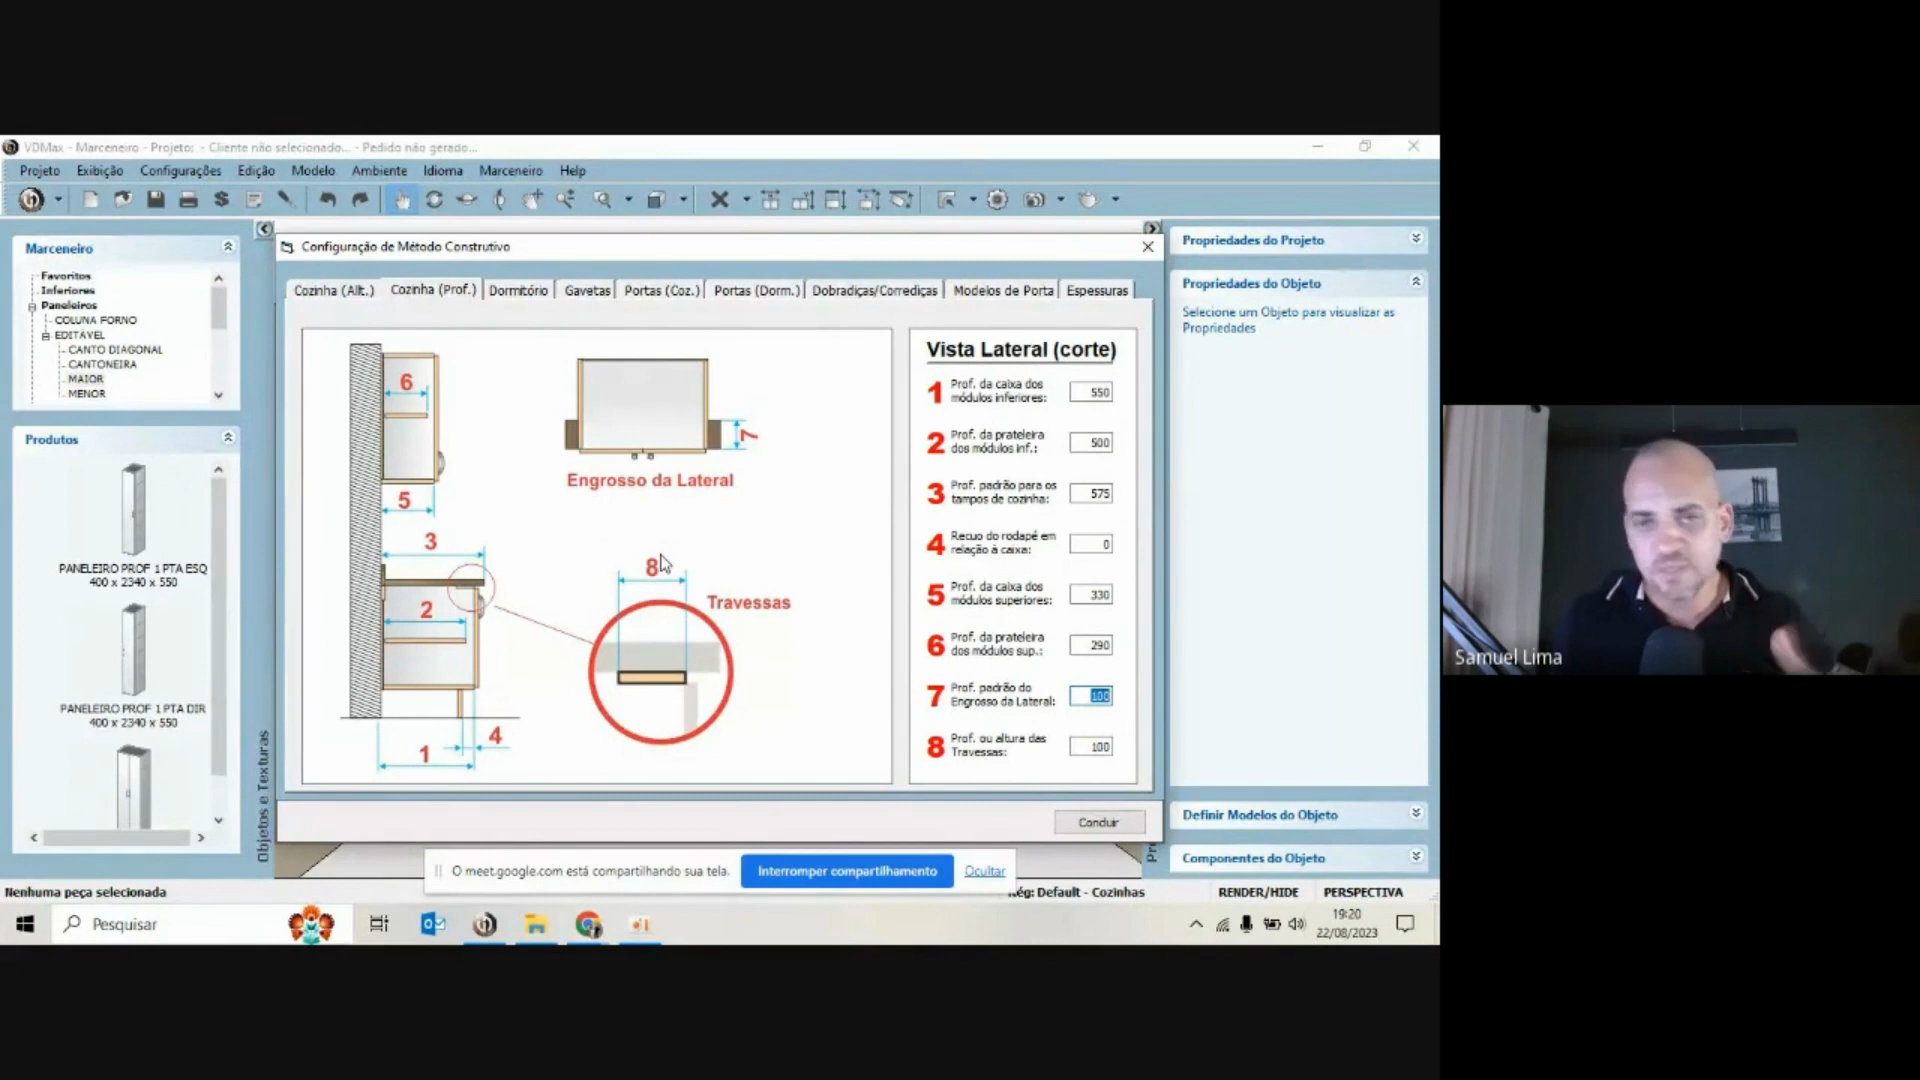 VDMax - Marceneiro - Projeto: - Cliente não selecionado... - Pedido não gerado...
Projeto Exibição Configurações Edição Modelo Ambiente Idioma Marceneiro Help
Marceneiro
Favoritos
Inferiores
Paneleiros
COLUNA FORNO
EDITÁVEL
CANTO DIAGONAL
CANTONEIRA
MAIOR
MENOR
Produtos
PANELEIRO PROF 1 PTA ESQ
400 x 2340 x 550
PANELEIRO PROF 1 PTA DIR
400 x 2340 x 550
Objetos e Texturas
Configuração de Método Construtivo
Cozinha (Alt.) Cozinha (Prof.) Dormitório Gavetas Portas (Coz.) Portas (Dorm.) Dobradiças/Corrediças Modelos de Porta Espessuras
6
5
3
2
1
4
7
Engrosso da Lateral
8
Travessas
Vista Lateral (corte)
1 Prof. da caixa dos
módulos inferiores: 550
2 Prof. da prateleira
dos módulos inf.: 500
3 Prof. padrão para os
tampos de cozinha: 575
4 Recuo do rodapé em
relação à caixa: 0
5 Prof. da caixa dos
módulos superiores: 330
6 Prof. da prateleira
dos módulos sup.: 290
7 Prof. padrão do
Engrosso da Lateral: 100
8 Prof. ou altura das
Travessas: 100
Concluir
Propriedades do Projeto
Propriedades do Objeto
Selecione um Objeto para visualizar as
Propriedades
Definir Modelos do Objeto
Componentes do Objeto
O meet.google.com está compartilhando sua tela. Interromper compartilhamento Ocultar
Nenhuma peça selecionada
Default - Cozinhas RENDER/HIDE PERSPECTIVA
Pesquisar
19:20
22/08/2023
Samuel Lima